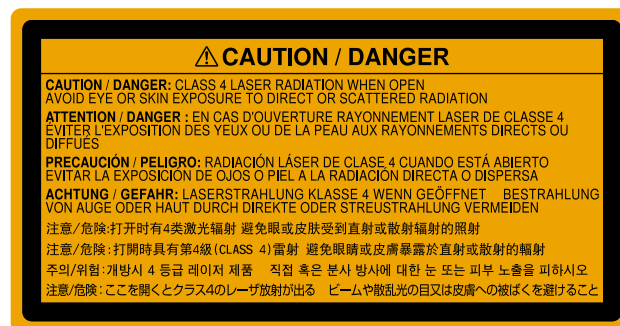 ⚠ CAUTION / DANGER
CAUTION / DANGER: CLASS 4 LASER RADIATION WHEN OPEN
AVOID EYE OR SKIN EXPOSURE TO DIRECT OR SCATTERED RADIATION
ATTENTION / DANGER : EN CAS D'OUVERTURE RAYONNEMENT LASER DE CLASSE 4
ÉVITER L'EXPOSITION DES YEUX OU DE LA PEAU AUX RAYONNEMENTS DIRECTS OU
DIFFUÉS
PRECAUCIÓN / PELIGRO: RADIACIÓN LÁSER DE CLASE 4 CUANDO ESTÁ ABIERTO
EVITAR LA EXPOSICIÓN DE OJOS O PIEL A LA RADIACIÓN DIRECTA O DISPERSA
ACHTUNG / GEFAHR: LASERSTRAHLUNG KLASSE 4 WENN GEÖFFNET BESTRAHLUNG
VON AUGE ODER HAUT DURCH DIREKTE ODER STREUSTRAHLUNG VERMEIDEN
注意/危险:打开时有4类激光辐射 避免眼或皮肤受到直射或散射辐射的照射
注意/危險:打開時具有第4級(CLASS 4)雷射 避免眼睛或皮膚暴露於直射或散射的輻射
주의/위험:개방시 4 등급 레이저 제품 직접 혹은 분사 방사에 대한 눈 또는 피부 노출을 피하시오
注意/危険：ここを開くとクラス4のレーザ放射が出る ビームや散乱光の目又は皮膚への被ばくを避けること